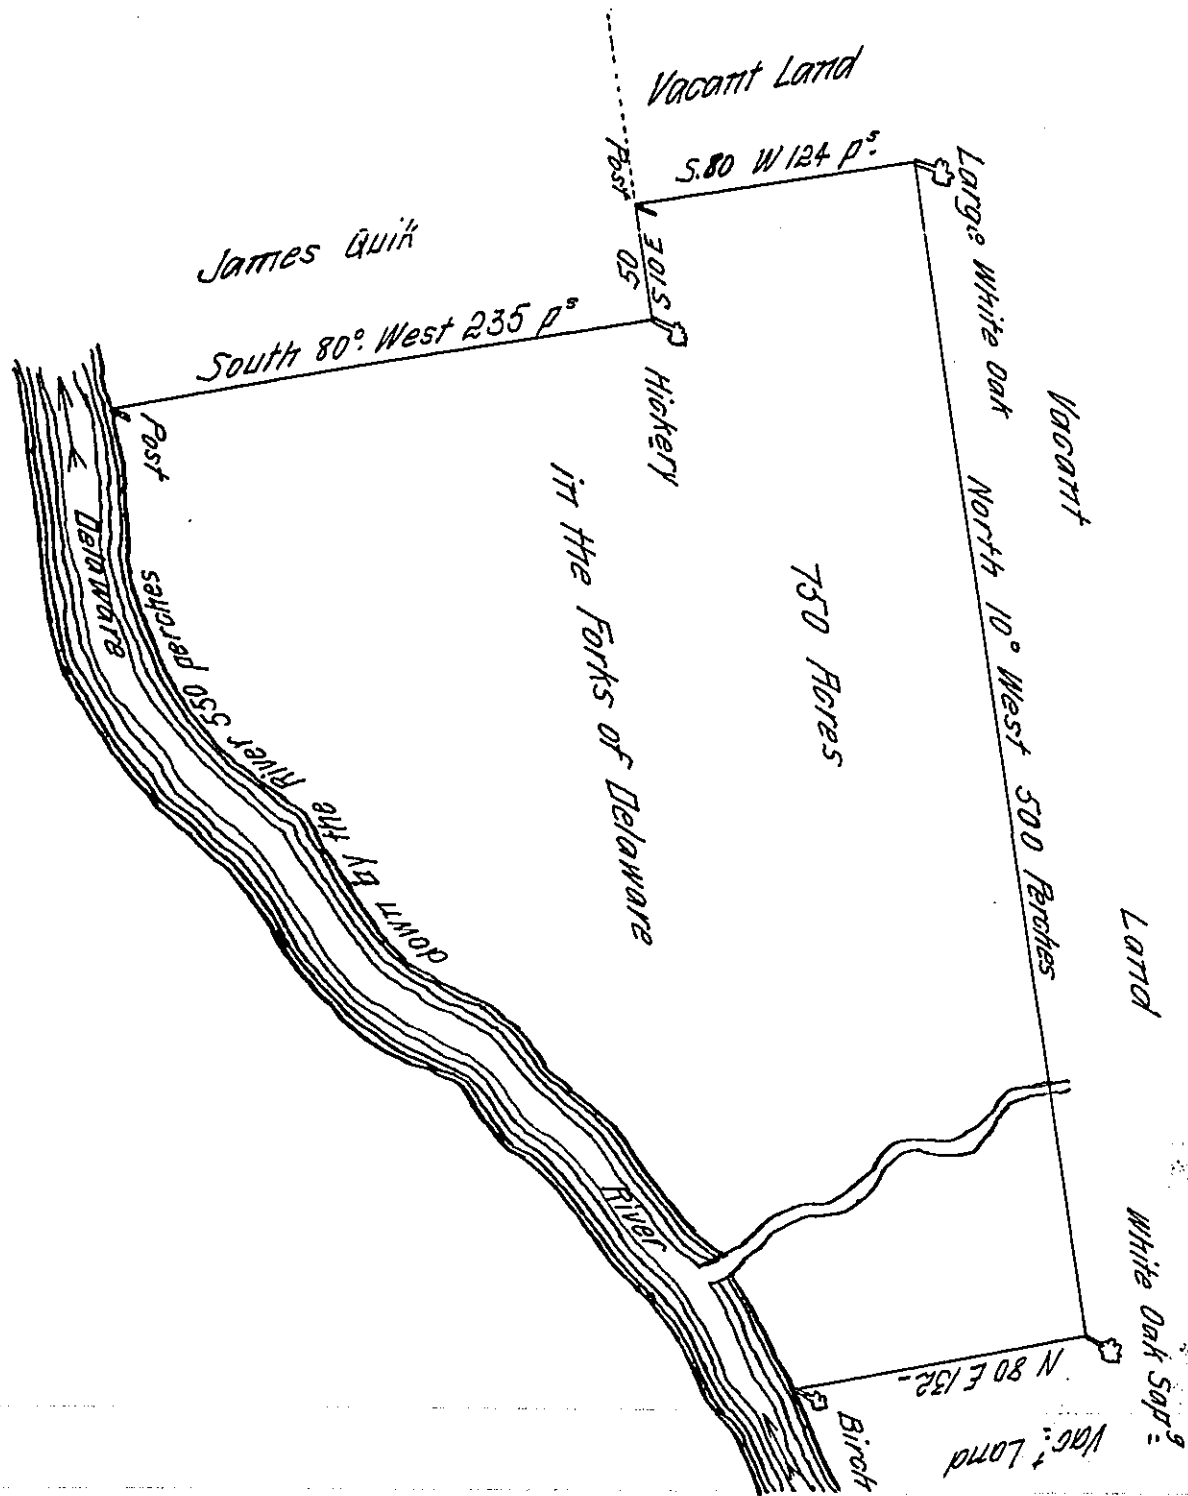 Vacant Land
S.80 W 124 pˢ.
Post
S10 E
50
Large White Oak
James Quik
South 80°. West 235 pˢ
Hickery
Post
Vacant
Land
North 10° West 500 Perches
750 Acres
in the Forks of Delaware
Delaware
River
down by the River 550 perches
White Oak Sapᵍ
N 80 E 132-
Vacᵗ Land
Birch